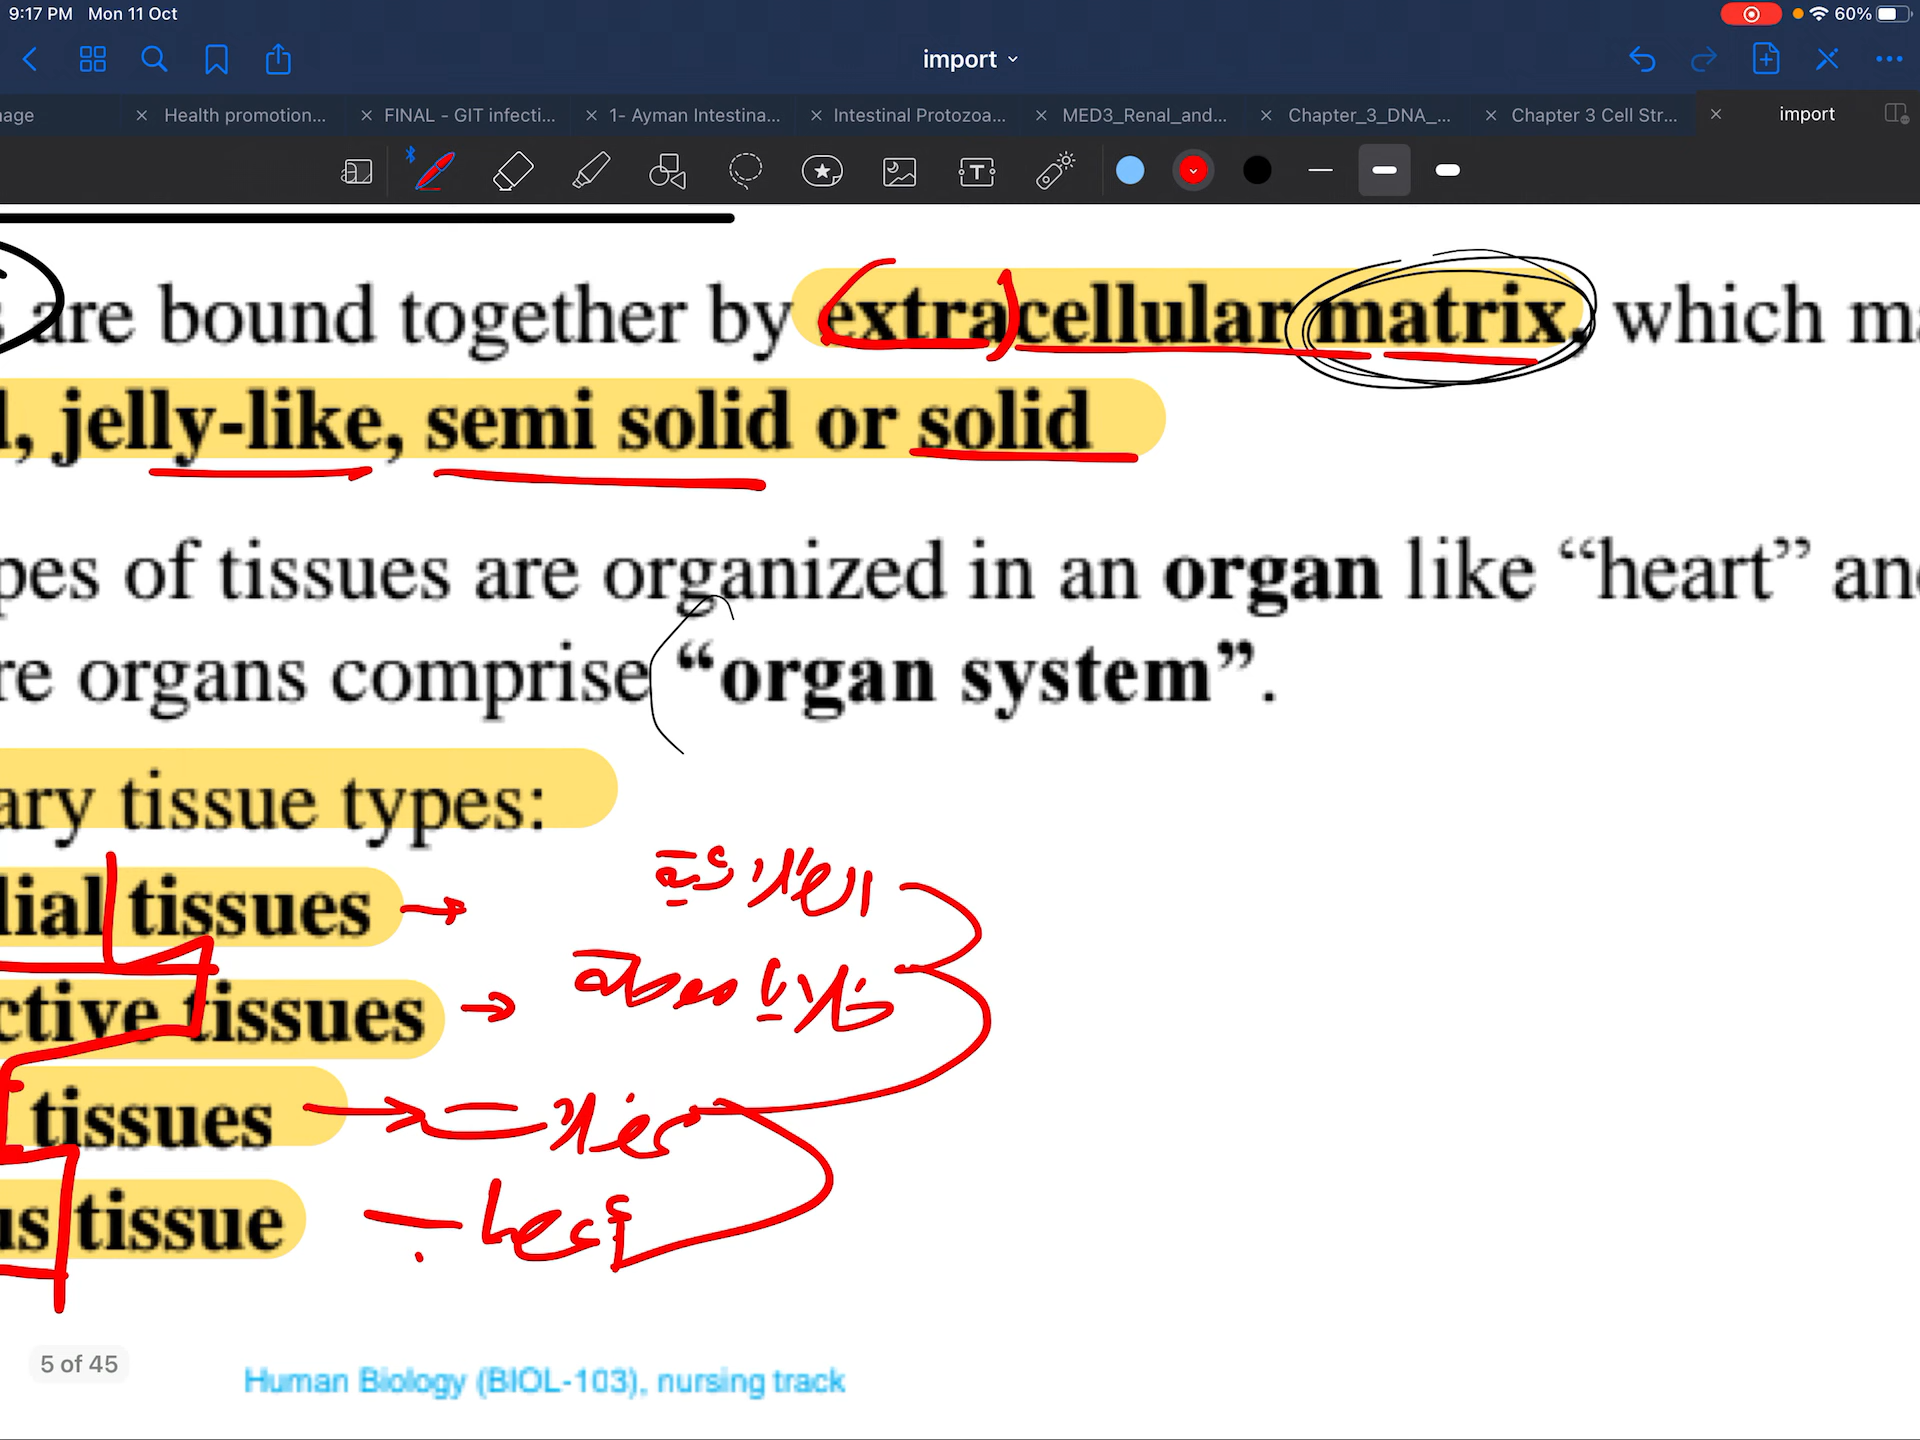 9:17 PM Mon 11 Oct 60%
import
nage Health promotion... FINAL - GIT infecti... 1- Ayman Intestina... Intestinal Protozoa... MED3_Renal_and... Chapter_3_DNA_... Chapter 3 Cell Str... import
are bound together by extracellular matrix, which ma
l, jelly-like, semi solid or solid
pes of tissues are organized in an organ like “heart” and
re organs comprise “organ system”.
ary tissue types:
lial tissues
ctive tissues
tissues
us tissue
5 of 45
Human Biology (BIOL-103), nursing track